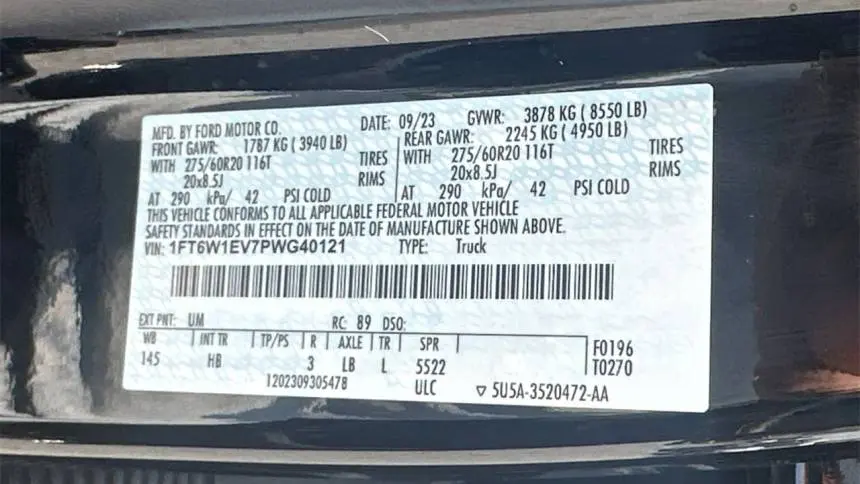 MFD. BY FORD MOTOR CO. DATE: 09/23 GVWR: 3878 KG ( 8550 LB)
FRONT GAWR: 1787 KG ( 3940 LB) REAR GAWR: 2245 KG ( 4950 LB)
WITH 275/60R20 116T TIRES WITH 275/60R20 116T TIRES
20x8.5J RIMS 20x8.5J RIMS
AT 290 kPa/ 42 PSI COLD AT 290 kPa/ 42 PSI COLD
THIS VEHICLE CONFORMS TO ALL APPLICABLE FEDERAL MOTOR VEHICLE
SAFETY STANDARDS IN EFFECT ON THE DATE OF MANUFACTURE SHOWN ABOVE.
VIN: 1FT6W1EV7PWG40121 TYPE: Truck
EXT PNT: UM RC: 89 DSO:
WB INT TR TP/PS R AXLE TR SPR F0196
145 HB 3 LB L 5522 T0270
1202309305478 ULC ▽ 5U5A-3520472-AA